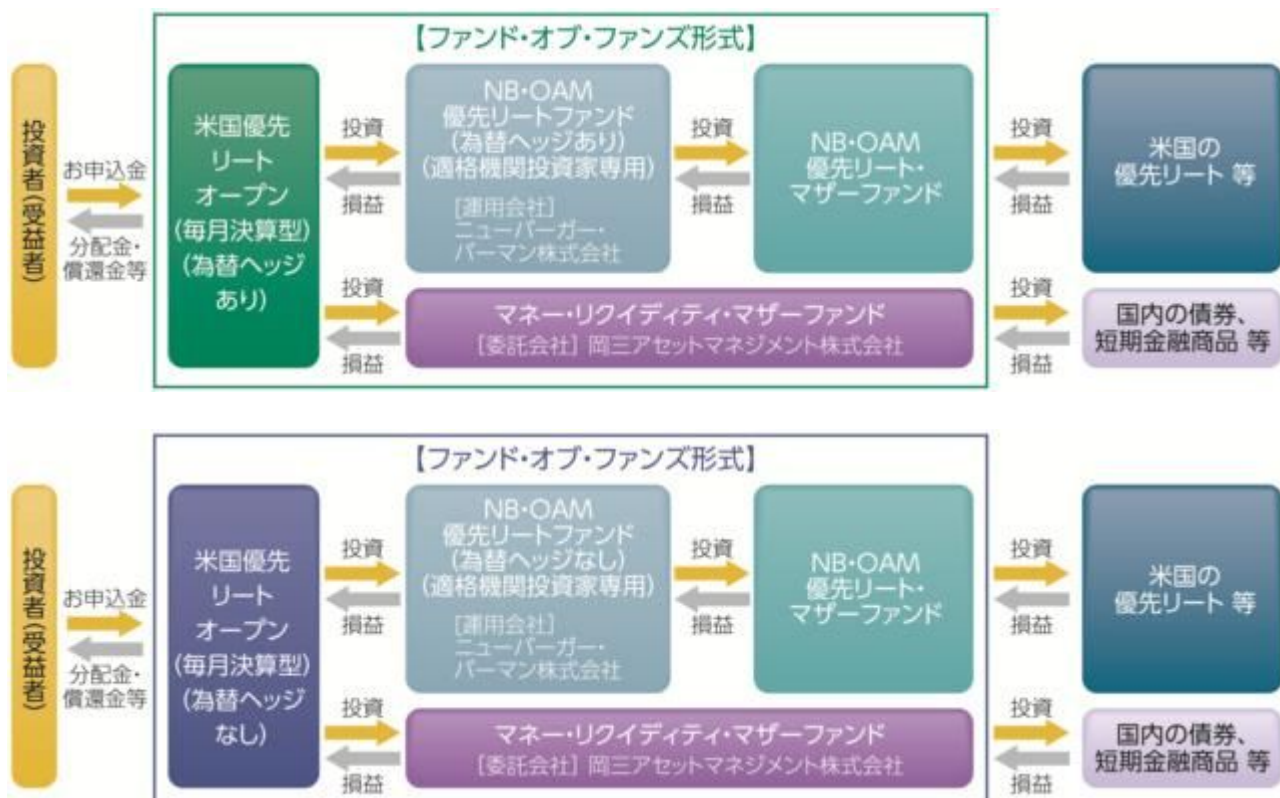 【ファンド・オブ・ファンズ形式】
投資者(受益者)
お申込金
分配金・
償還金等
米国優先
リート
オープン
(毎月決算型)
(為替ヘッジ
あり)
投資
損益
NB・OAM
優先リートファンド
(為替ヘッジあり)
(適格機関投資家専用)
[運用会社]
ニューバーガー・
バーマン株式会社
投資
損益
NB・OAM
優先リート・
マザーファンド
投資
損益
米国の
優先リート 等
投資
損益
マネー・リクイディティ・マザーファンド
[委託会社] 岡三アセットマネジメント株式会社
投資
損益
国内の債券、
短期金融商品 等
【ファンド・オブ・ファンズ形式】
投資者(受益者)
お申込金
分配金・
償還金等
米国優先
リート
オープン
(毎月決算型)
(為替ヘッジ
なし)
投資
損益
NB・OAM
優先リートファンド
(為替ヘッジなし)
(適格機関投資家専用)
[運用会社]
ニューバーガー・
バーマン株式会社
投資
損益
NB・OAM
優先リート・
マザーファンド
投資
損益
米国の
優先リート 等
投資
損益
マネー・リクイディティ・マザーファンド
[委託会社] 岡三アセットマネジメント株式会社
投資
損益
国内の債券、
短期金融商品 等